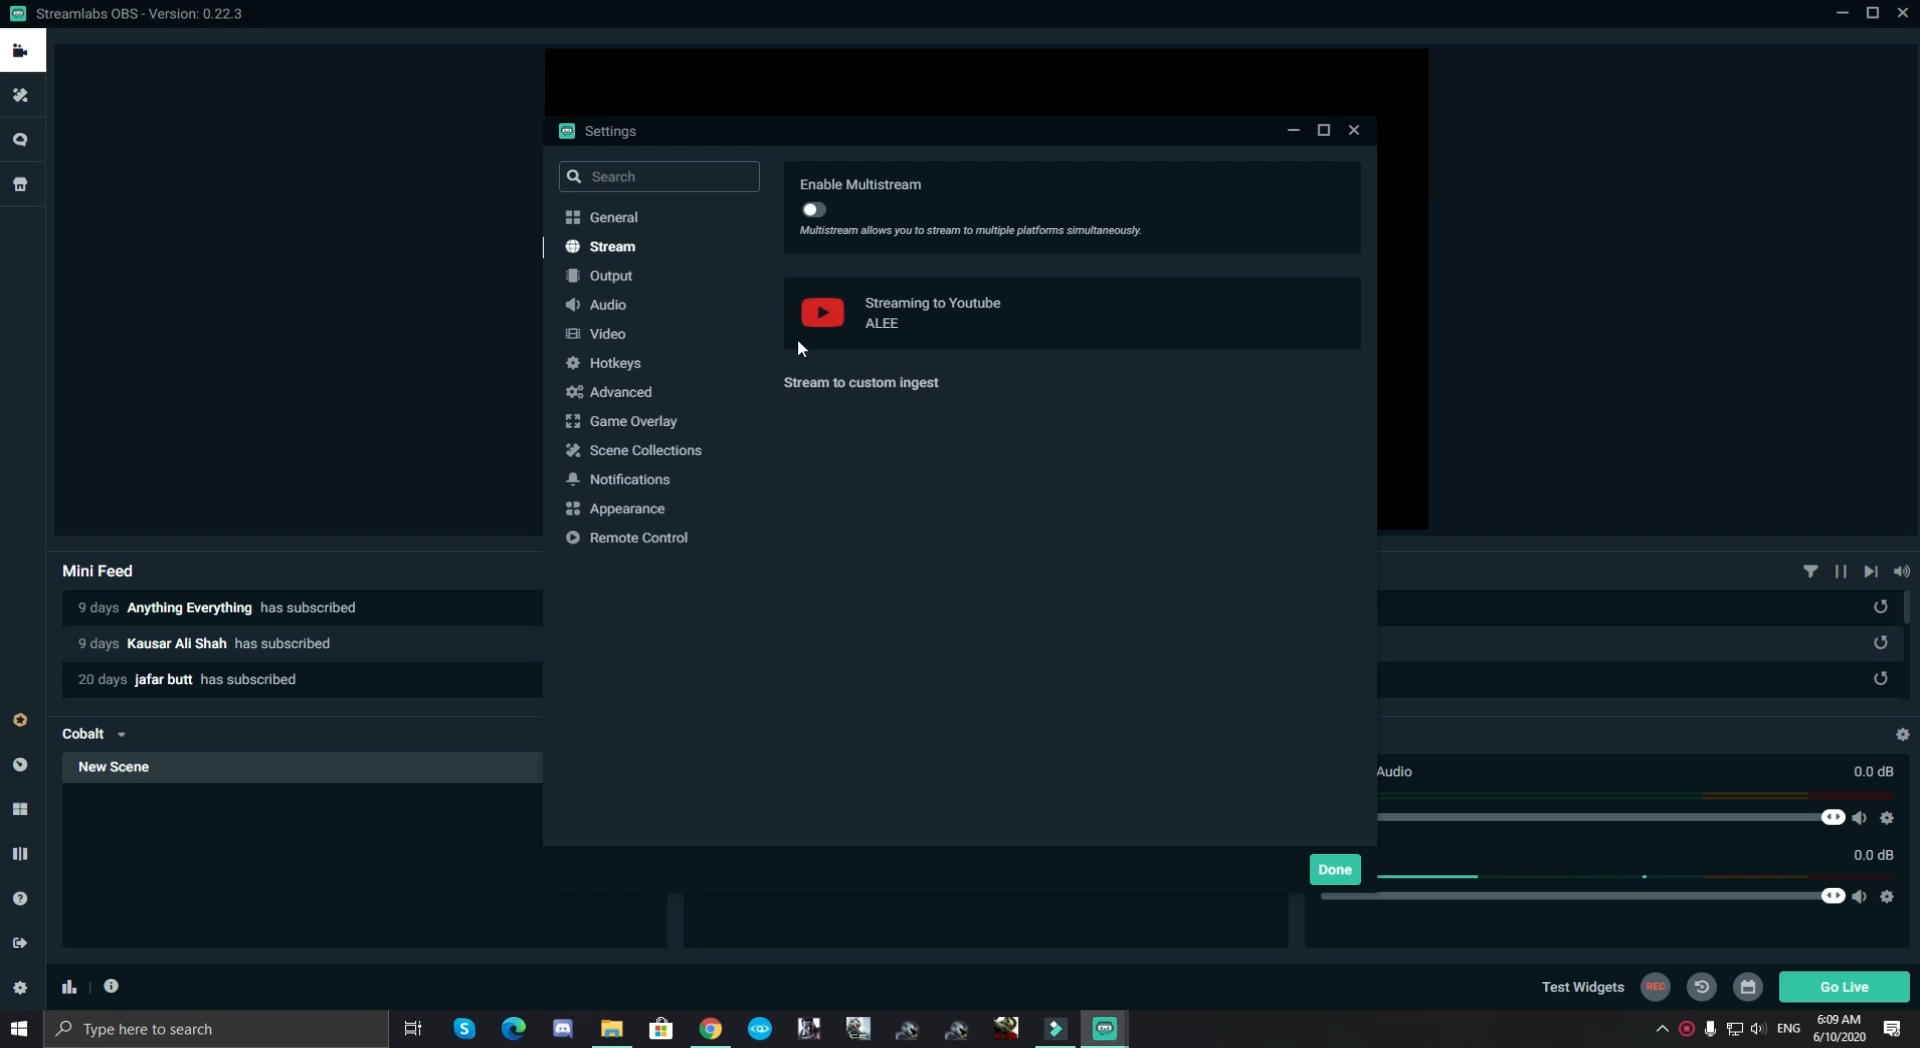 Streamlabs OBS - Version: 0.22.3
Settings
Search
General
Stream
Output
Audio
Video
Hotkeys
Advanced
Game Overlay
Scene Collections
Notifications
Appearance
Remote Control
Enable Multistream
Multistream allows you to stream to multiple platforms simultaneously.
Streaming to Youtube
ALEE
Stream to custom ingest
Done
Mini Feed
9 days Anything Everything has subscribed
9 days Kausar Ali Shah has subscribed
20 days jafar butt has subscribed
Cobalt
New Scene
Audio 0.0 dB
0.0 dB
Test Widgets REC Go Live
Type here to search
ENG
6:09 AM
6/10/2020